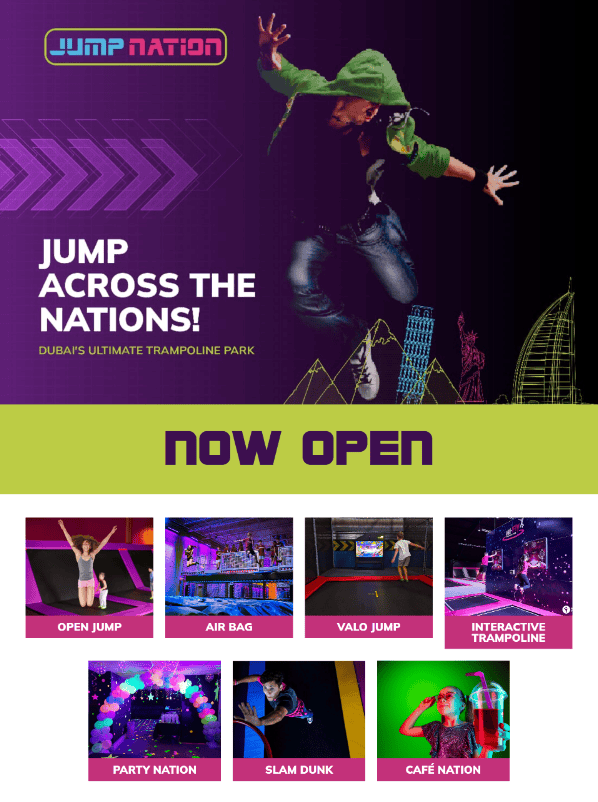 JUMP NATION
JUMP
ACROSS THE
NATIONS!
DUBAI'S ULTIMATE TRAMPOLINE PARK
NOW OPEN
OPEN JUMP
AIR BAG
VALO JUMP
INTERACTIVE
TRAMPOLINE
PARTY NATION
SLAM DUNK
CAFÉ NATION